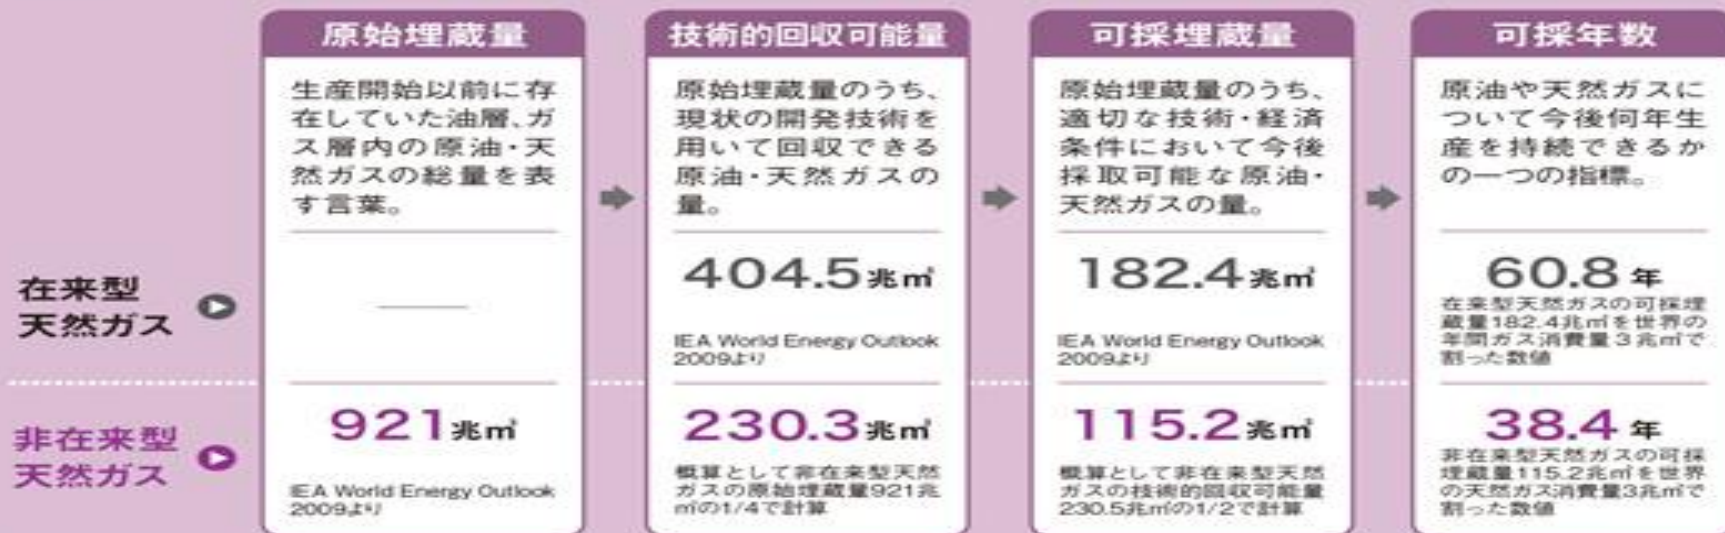 原始埋蔵量
生産開始以前に存
在していた油層、ガ
ス層内の原油・天
然ガスの総量を表
す言葉。
技術的回収可能量
原始埋蔵量のうち、
現状の開発技術を
用いて回収できる
原油・天然ガスの
量。
可採埋蔵量
原始埋蔵量のうち、
適切な技術・経済
条件において今後
採取可能な原油・
天然ガスの量。
可採年数
原油や天然ガスに
ついて今後何年生
産を持続できるか
の一つの指標。
在来型
天然ガス
404.5兆㎥
IEA World Energy Outlook
2009より
182.4兆㎥
IEA World Energy Outlook
2009より
60.8年
在来型天然ガスの可採埋
蔵量182.4兆㎥を世界の
年間ガス消費量3兆㎥で
割った数値
非在来型
天然ガス
921兆㎥
IEA World Energy Outlook
2009より
230.3兆㎥
概算として非在来型天然
ガスの原始埋蔵量921兆
㎥の1/4で計算
115.2兆㎥
概算として非在来型天然
ガスの技術的回収可能量
230.5兆㎥の1/2で計算
38.4年
非在来型天然ガスの可採
埋蔵量115.2兆㎥を世界
の天然ガス消費量3兆㎥で
割った数値